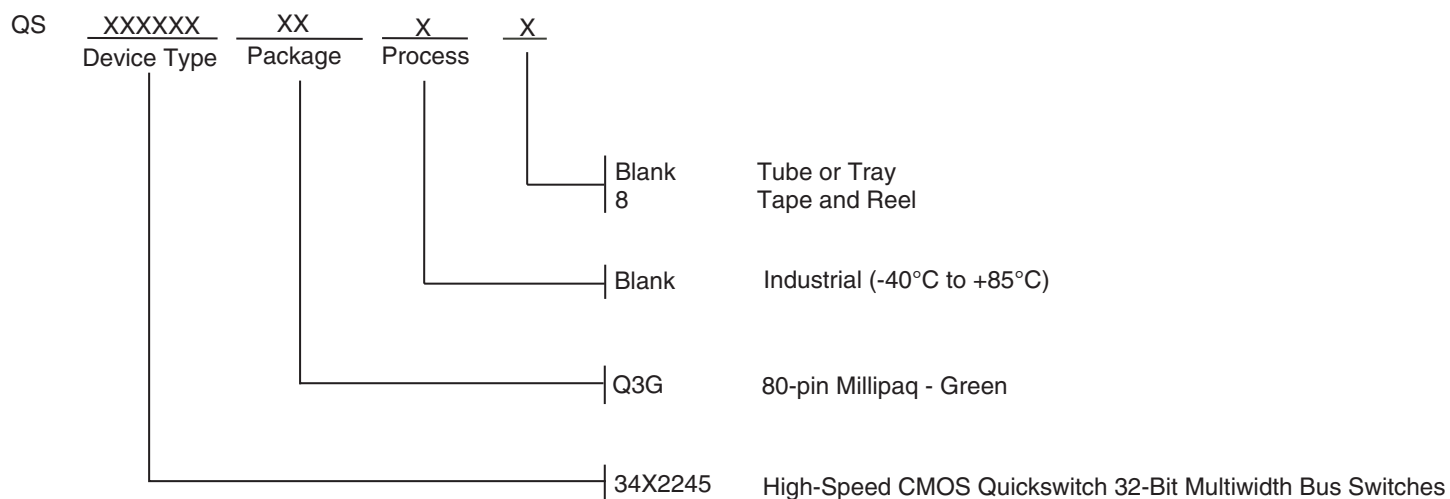 QS XXXXXX XX X X
Device Type Package Process
Blank Tube or Tray
8 Tape and Reel
Blank Industrial (-40°C to +85°C)
Q3G 80-pin Millipaq - Green
34X2245 High-Speed CMOS Quickswitch 32-Bit Multiwidth Bus Switches